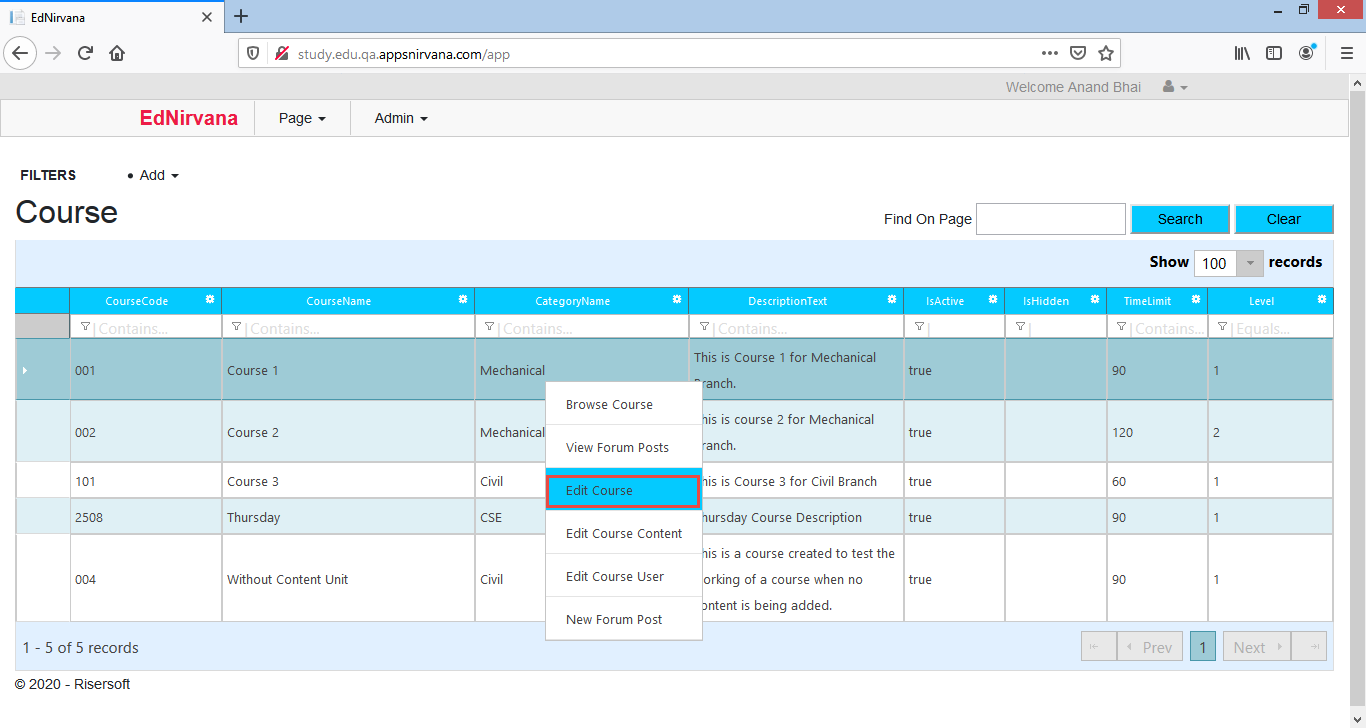 EdNirvana
study.edu.qa.appsnirvana.com/app
Welcome Anand Bhai
EdNirvana Page Admin
FILTERS • Add
Course
Find On Page Search Clear
Show 100 records
CourseCode CourseName CategoryName DescriptionText IsActive IsHidden TimeLimit Level
Contains... Contains... Contains... Contains... Contains... Equals...
001 Course 1 Mechanical This is Course 1 for Mechanical true 90 1
ranch.
002 Course 2 Mechanical his is course 2 for Mechanical true 120 2
ranch.
101 Course 3 Civil his is Course 3 for Civil Branch true 60 1
2508 Thursday CSE hursday Course Description true 90 1
004 Without Content Unit Civil his is a course created to test the true 90 1
orking of a course when no
ontent is being added.
Browse Course
View Forum Posts
Edit Course
Edit Course Content
Edit Course User
New Forum Post
1 - 5 of 5 records Prev 1 Next
© 2020 - Risersoft